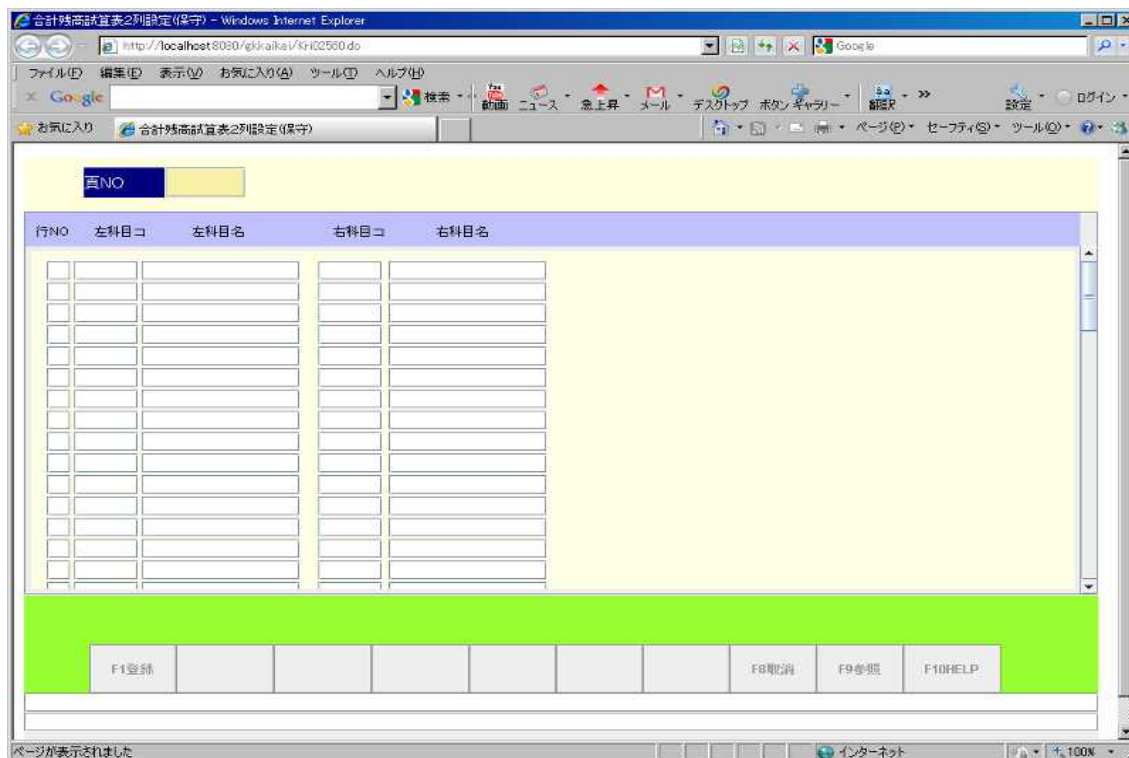 合計残高試算表2列設定(保守) - Windows Internet Explorer
http://localhost:8080/gkkaikei/Kri02560.do
Google
ファイル(F) 編集(E) 表示(V) お気に入り(A) ツール(T) ヘルプ(H)
Google 検索 動画 ニュース 急上昇 メール デスクトップ ボタン ギャラリー 翻訳 » 設定 ログイン
お気に入り 合計残高試算表2列設定(保守) ページ(P) セーフティ(S) ツール(O)
頁NO
行NO 左科目コ 左科目名 右科目コ 右科目名
F1登録 F8取消 F9参照 F10HELP
ページが表示されました インターネット 100%